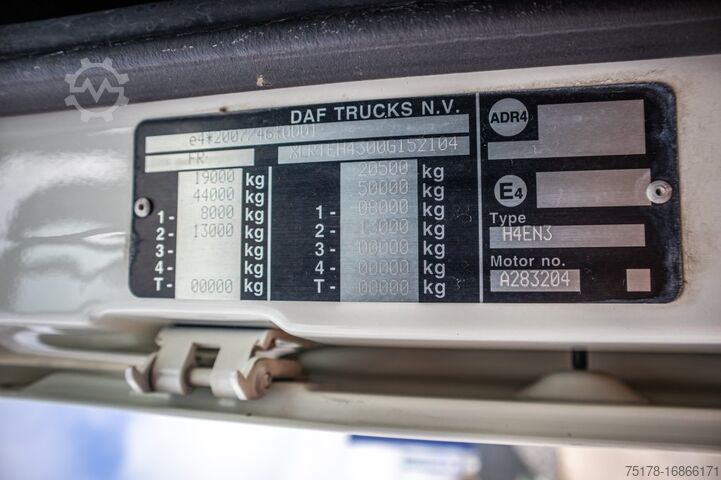 DAF TRUCKS N.V.
e4*2007/46*0001
FR XLRTEH4300G152104
19000 kg 20500 kg
44000 kg 50000 kg
1- 8000 kg 1- 08000 kg
2- 13000 kg 2- 13000 kg
3- kg 3- 00000 kg
4- kg 4- 00000 kg
T- 00000 kg T- 00000 kg
ADR4
E4
Type
H4EN3
Motor no.
A283204
75178-16866171